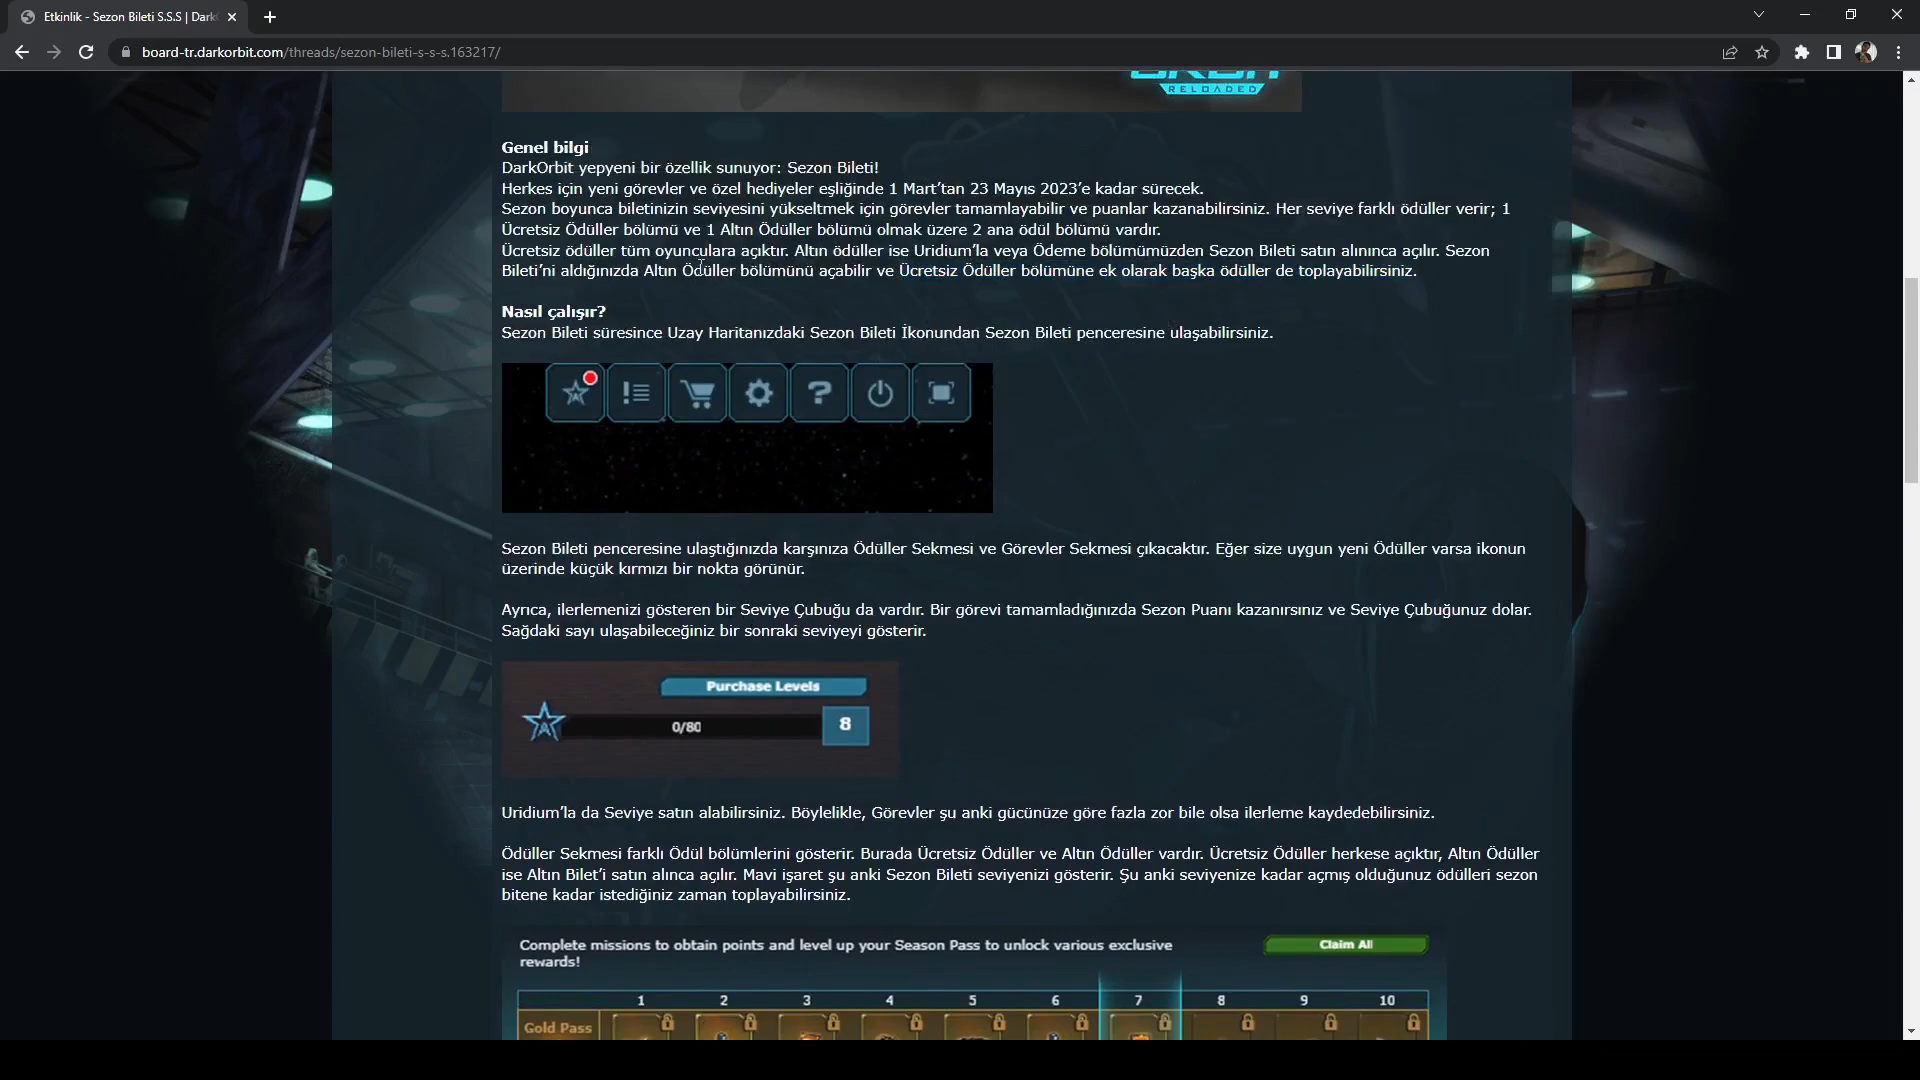 Etkinlik - Sezon Bileti S.S.S | Dark
board-tr.darkorbit.com/threads/sezon-bileti-s-s-s.163217/
RELOADED
Genel bilgi
DarkOrbit yepyeni bir özellik sunuyor: Sezon Bileti!
Herkes için yeni görevler ve özel hediyeler eşliğinde 1 Mart’tan 23 Mayıs 2023’e kadar sürecek.
Sezon boyunca biletinizin seviyesini yükseltmek için görevler tamamlayabilir ve puanlar kazanabilirsiniz. Her seviye farklı ödüller verir; 1
Ücretsiz Ödüller bölümü ve 1 Altın Ödüller bölümü olmak üzere 2 ana ödül bölümü vardır.
Ücretsiz ödüller tüm oyunculara açıktır. Altın ödüller ise Uridium’la veya Ödeme bölümümüzden Sezon Bileti satın alınınca açılır. Sezon
Bileti’ni aldığınızda Altın Ödüller bölümünü açabilir ve Ücretsiz Ödüller bölümüne ek olarak başka ödüller de toplayabilirsiniz.
Nasıl çalışır?
Sezon Bileti süresince Uzay Haritanızdaki Sezon Bileti İkonundan Sezon Bileti penceresine ulaşabilirsiniz.
Sezon Bileti penceresine ulaştığınızda karşınıza Ödüller Sekmesi ve Görevler Sekmesi çıkacaktır. Eğer size uygun yeni Ödüller varsa ikonun
üzerinde küçük kırmızı bir nokta görünür.
Ayrıca, ilerlemenizi gösteren bir Seviye Çubuğu da vardır. Bir görevi tamamladığınızda Sezon Puanı kazanırsınız ve Seviye Çubuğunuz dolar.
Sağdaki sayı ulaşabileceğiniz bir sonraki seviyeyi gösterir.
Purchase Levels
0/80 8
Uridium’la da Seviye satın alabilirsiniz. Böylelikle, Görevler şu anki gücünüze göre fazla zor bile olsa ilerleme kaydedebilirsiniz.
Ödüller Sekmesi farklı Ödül bölümlerini gösterir. Burada Ücretsiz Ödüller ve Altın Ödüller vardır. Ücretsiz Ödüller herkese açıktır, Altın Ödüller
ise Altın Bilet’i satın alınca açılır. Mavi işaret şu anki Sezon Bileti seviyenizi gösterir. Şu anki seviyenize kadar açmış olduğunuz ödülleri sezon
bitene kadar istediğiniz zaman toplayabilirsiniz.
Complete missions to obtain points and level up your Season Pass to unlock various exclusive
rewards!
Claim All
1 2 3 4 5 6 7 8 9 10
Gold Pass